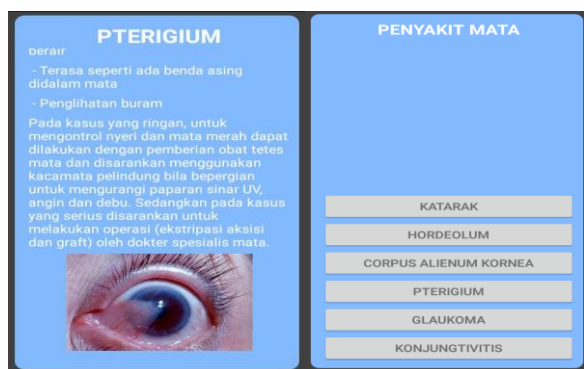 PTERIGIUM
berair
- Terasa seperti ada benda asing
didalam mata
- Penglihatan buram
Pada kasus yang ringan, untuk
mengontrol nyeri dan mata merah dapat
dilakukan dengan pemberian obat tetes
mata dan disarankan menggunakan
kacamata pelindung bila bepergian
untuk mengurangi paparan sinar UV,
angin dan debu. Sedangkan pada kasus
yang serius disarankan untuk
melakukan operasi (ekstripasi aksisi
dan graft) oleh dokter spesialis mata.
PENYAKIT MATA
KATARAK
HORDEOLUM
CORPUS ALIENUM KORNEA
PTERIGIUM
GLAUKOMA
KONJUNGTIVITIS